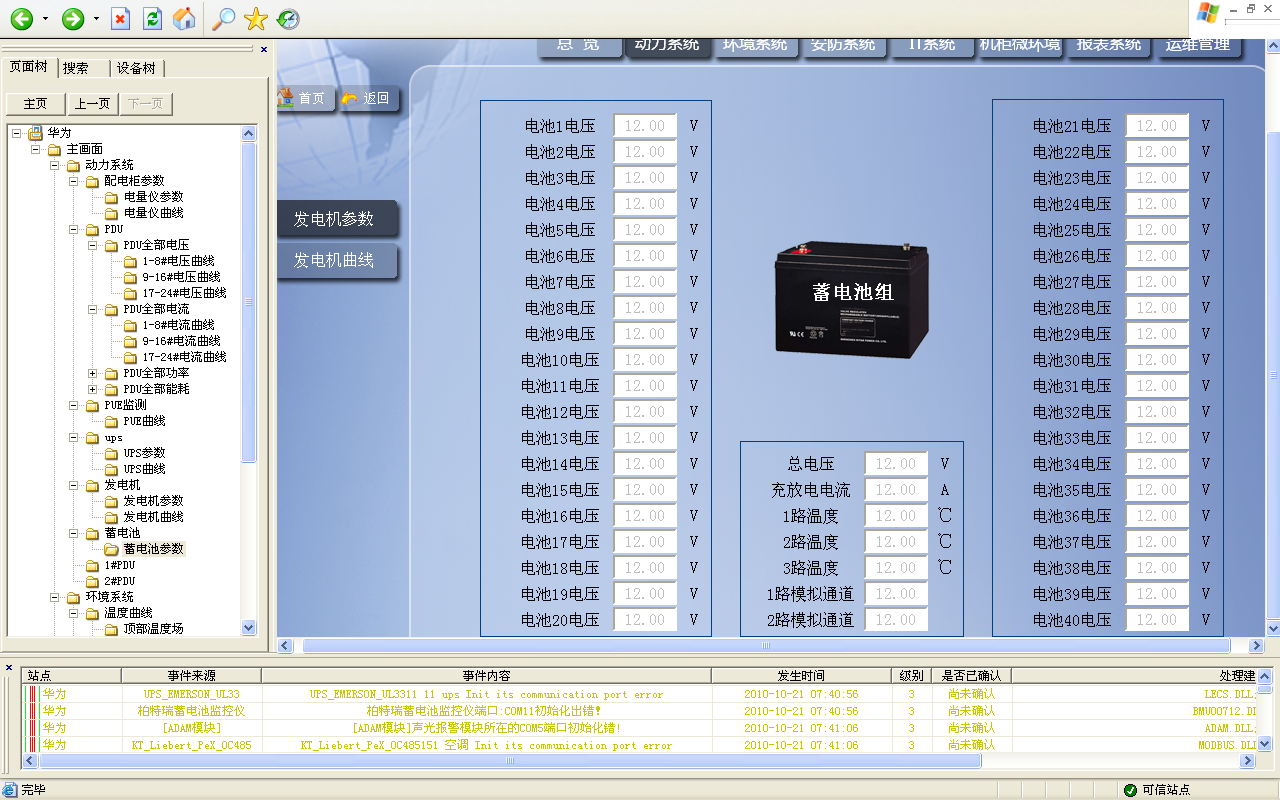 总 览 动力系统 环境系统 安防系统 IT系统 机柜微环境 报表系统 运维管理
页面树 搜索 设备树
主页 上一页 下一页
首页 返回
发电机参数
发电机曲线
华为
主画面
动力系统
配电柜参数
电量仪参数
电量仪曲线
PDU
PDU全部电压
1-8#电压曲线
9-16#电压曲线
17-24#电压曲线
PDU全部电流
1-8#电流曲线
9-16#电流曲线
17-24#电流曲线
PDU全部功率
PDU全部能耗
PUE监测
PUE曲线
ups
UPS参数
UPS曲线
发电机
发电机参数
发电机曲线
蓄电池
蓄电池参数
1#PDU
2#PDU
环境系统
温度曲线
顶部温度场
电池1电压 12.00 V
电池2电压 12.00 V
电池3电压 12.00 V
电池4电压 12.00 V
电池5电压 12.00 V
电池6电压 12.00 V
电池7电压 12.00 V
电池8电压 12.00 V
电池9电压 12.00 V
电池10电压 12.00 V
电池11电压 12.00 V
电池12电压 12.00 V
电池13电压 12.00 V
电池14电压 12.00 V
电池15电压 12.00 V
电池16电压 12.00 V
电池17电压 12.00 V
电池18电压 12.00 V
电池19电压 12.00 V
电池20电压 12.00 V
蓄电池组
总电压 12.00 V
充放电电流 12.00 A
1路温度 12.00 ℃
2路温度 12.00 ℃
3路温度 12.00 ℃
1路模拟通道 12.00
2路模拟通道 12.00
电池21电压 12.00 V
电池22电压 12.00 V
电池23电压 12.00 V
电池24电压 12.00 V
电池25电压 12.00 V
电池26电压 12.00 V
电池27电压 12.00 V
电池28电压 12.00 V
电池29电压 12.00 V
电池30电压 12.00 V
电池31电压 12.00 V
电池32电压 12.00 V
电池33电压 12.00 V
电池34电压 12.00 V
电池35电压 12.00 V
电池36电压 12.00 V
电池37电压 12.00 V
电池38电压 12.00 V
电池39电压 12.00 V
电池40电压 12.00 V
站点 事件来源 事件内容 发生时间 级别 是否已确认 处理建
华为 UPS_EMERSON_UL33 UPS_EMERSON_UL3311 11 ups Init its communication port error 2010-10-21 07:40:56 3 尚未确认 LECS.DLL;
华为 柏特瑞蓄电池监控仪 柏特瑞蓄电池监控仪端口:COM11初始化出错! 2010-10-21 07:40:56 3 尚未确认 BMU00712.DI
华为 [ADAM模块] [ADAM模块]声光报警模块所在的COM5端口初始化错! 2010-10-21 07:41:06 3 尚未确认 ADAM.DLL;
华为 KT_Liebert_PeX_OC485 KT_Liebert_PeX_OC485151 空调 Init its communication port error 2010-10-21 07:41:06 3 尚未确认 MODBUS.DLI
完毕 可信站点